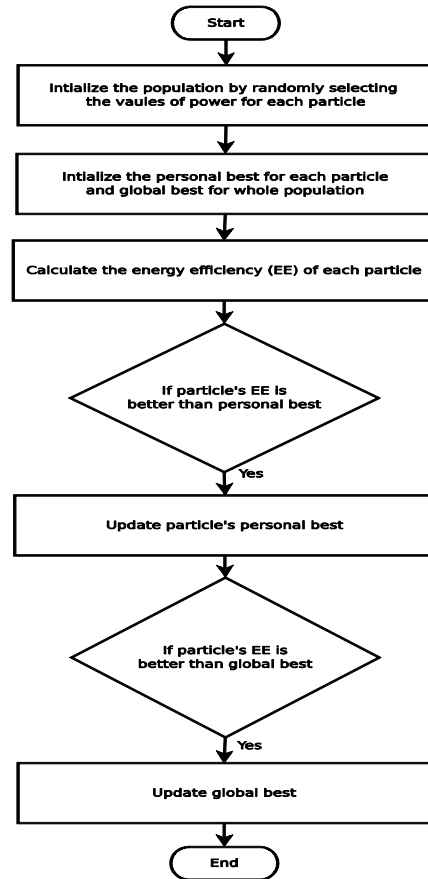 Start
Intialize the population by randomly selecting
the vaules of power for each particle
Intialize the personal best for each particle
and global best for whole population
Calculate the energy efficiency (EE) of each particle
If particle's EE is
better than personal best
Yes
Update particle's personal best
If particle's EE is
better than global best
Yes
Update global best
End